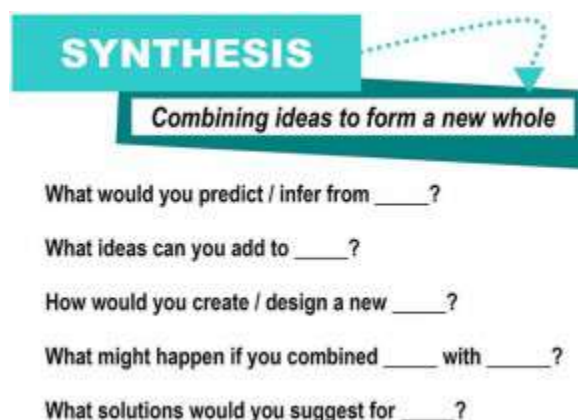 SYNTHESIS
Combining ideas to form a new whole
What would you predict / infer from _____?
What ideas can you add to _____?
How would you create / design a new _____?
What might happen if you combined _____ with ______?
What solutions would you suggest for _____?